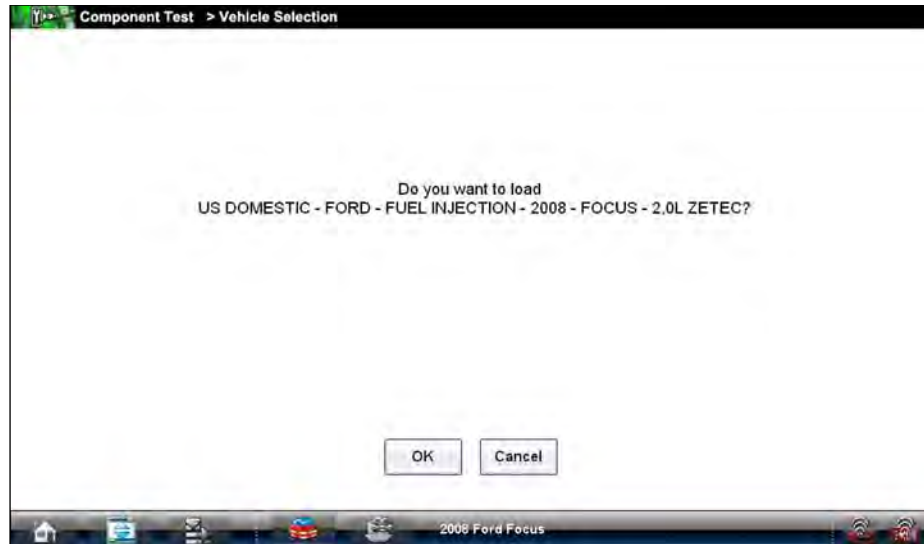 Component Test > Vehicle Selection
Do you want to load
US DOMESTIC - FORD - FUEL INJECTION - 2008 - FOCUS - 2,0L ZETEC?
OK Cancel
2008 Ford Focus